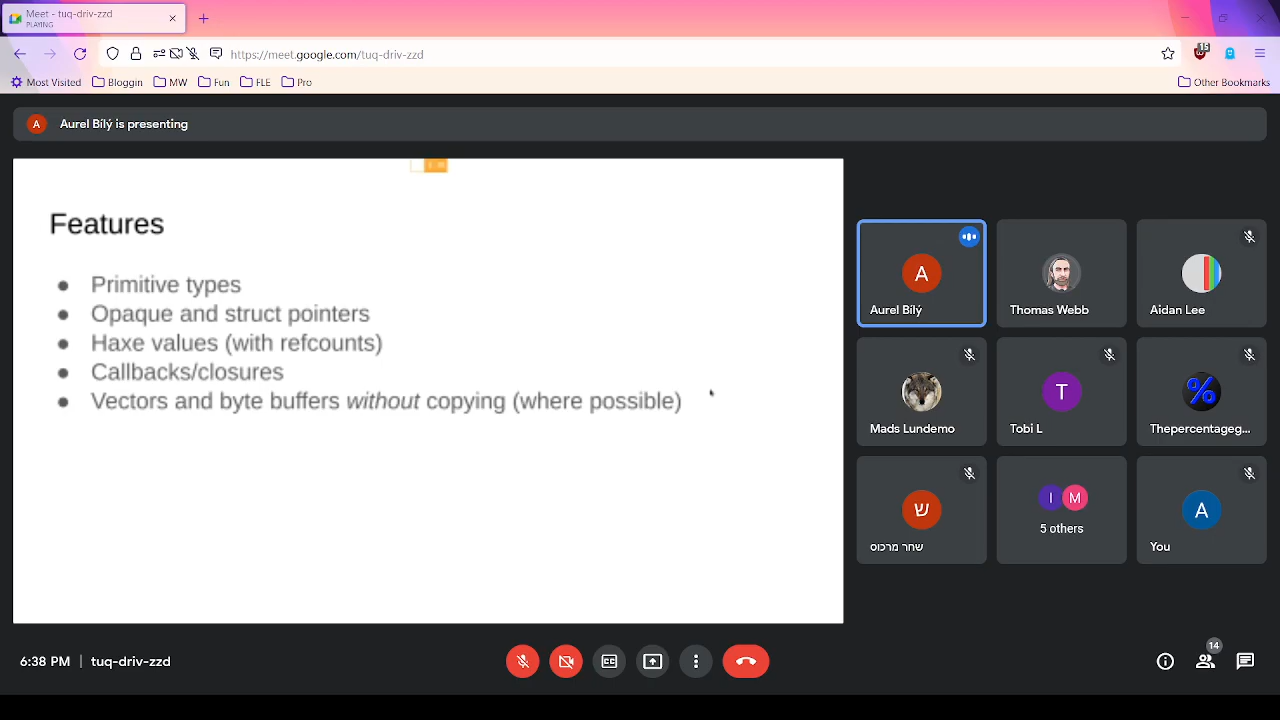 Meet - tuq-driv-zzd
PLAYING
https://meet.google.com/tuq-driv-zzd
15
Most Visited
Bloggin
MW
Fun
FLE
Pro
Other Bookmarks
A
Aurel Bílý is presenting
Features
Primitive types
Opaque and struct pointers
Haxe values (with refcounts)
Callbacks/closures
Vectors and byte buffers without copying (where possible)
A
Aurel Bílý
Thomas Webb
Aidan Lee
Mads Lundemo
T
Tobi L
%
Thepercentageg...
ש
שחר מרכוס
I
M
5 others
A
You
6:38 PM | tuq-driv-zzd
CC
14